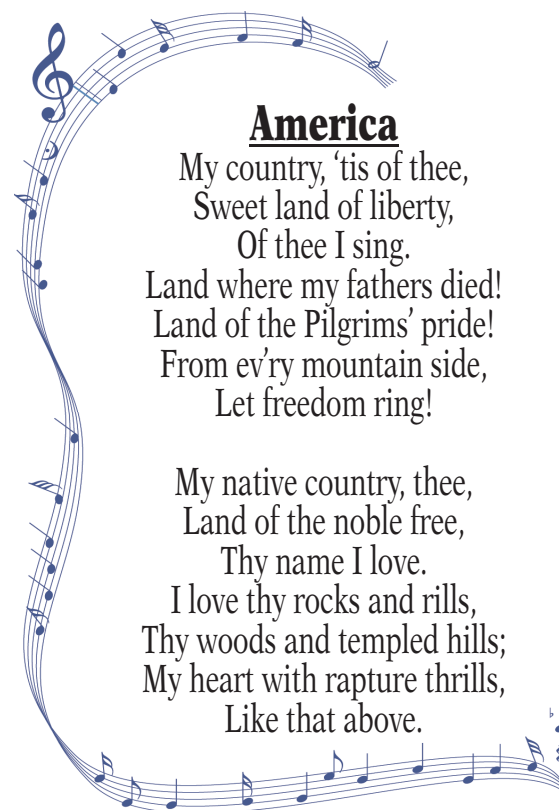 America
My country, ‘tis of thee,
Sweet land of liberty,
Of thee I sing.
Land where my fathers died!
Land of the Pilgrims’ pride!
From ev’ry mountain side,
Let freedom ring!
My native country, thee,
Land of the noble free,
Thy name I love.
I love thy rocks and rills,
Thy woods and templed hills;
My heart with rapture thrills,
Like that above.